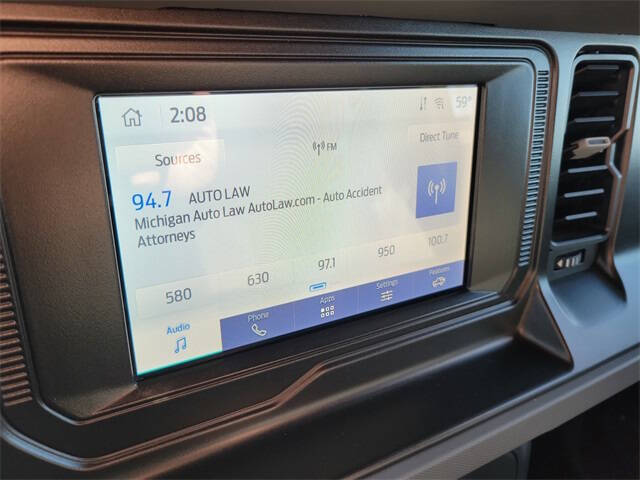 2:08
59°
Sources
FM
Direct Tune
94.7 AUTO LAW
Michigan Auto Law AutoLaw.com - Auto Accident
Attorneys
580 630 97.1 950 100.7
Audio Phone Apps Settings Features